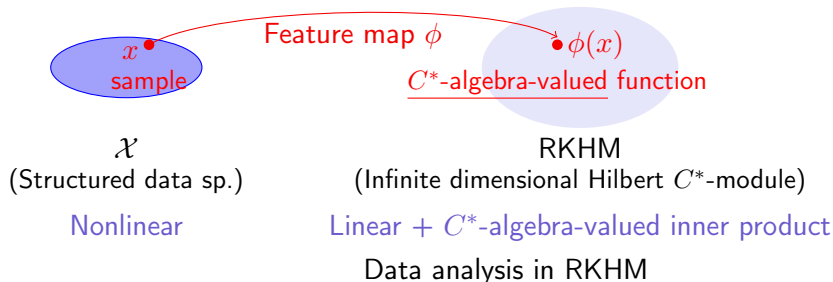 Feature map ϕ
x
ϕ(x)
sample
C*-algebra-valued function
𝒳
RKHM
(Structured data sp.)
(Infinite dimensional Hilbert C*-module)
Nonlinear
Linear + C*-algebra-valued inner product
Data analysis in RKHM